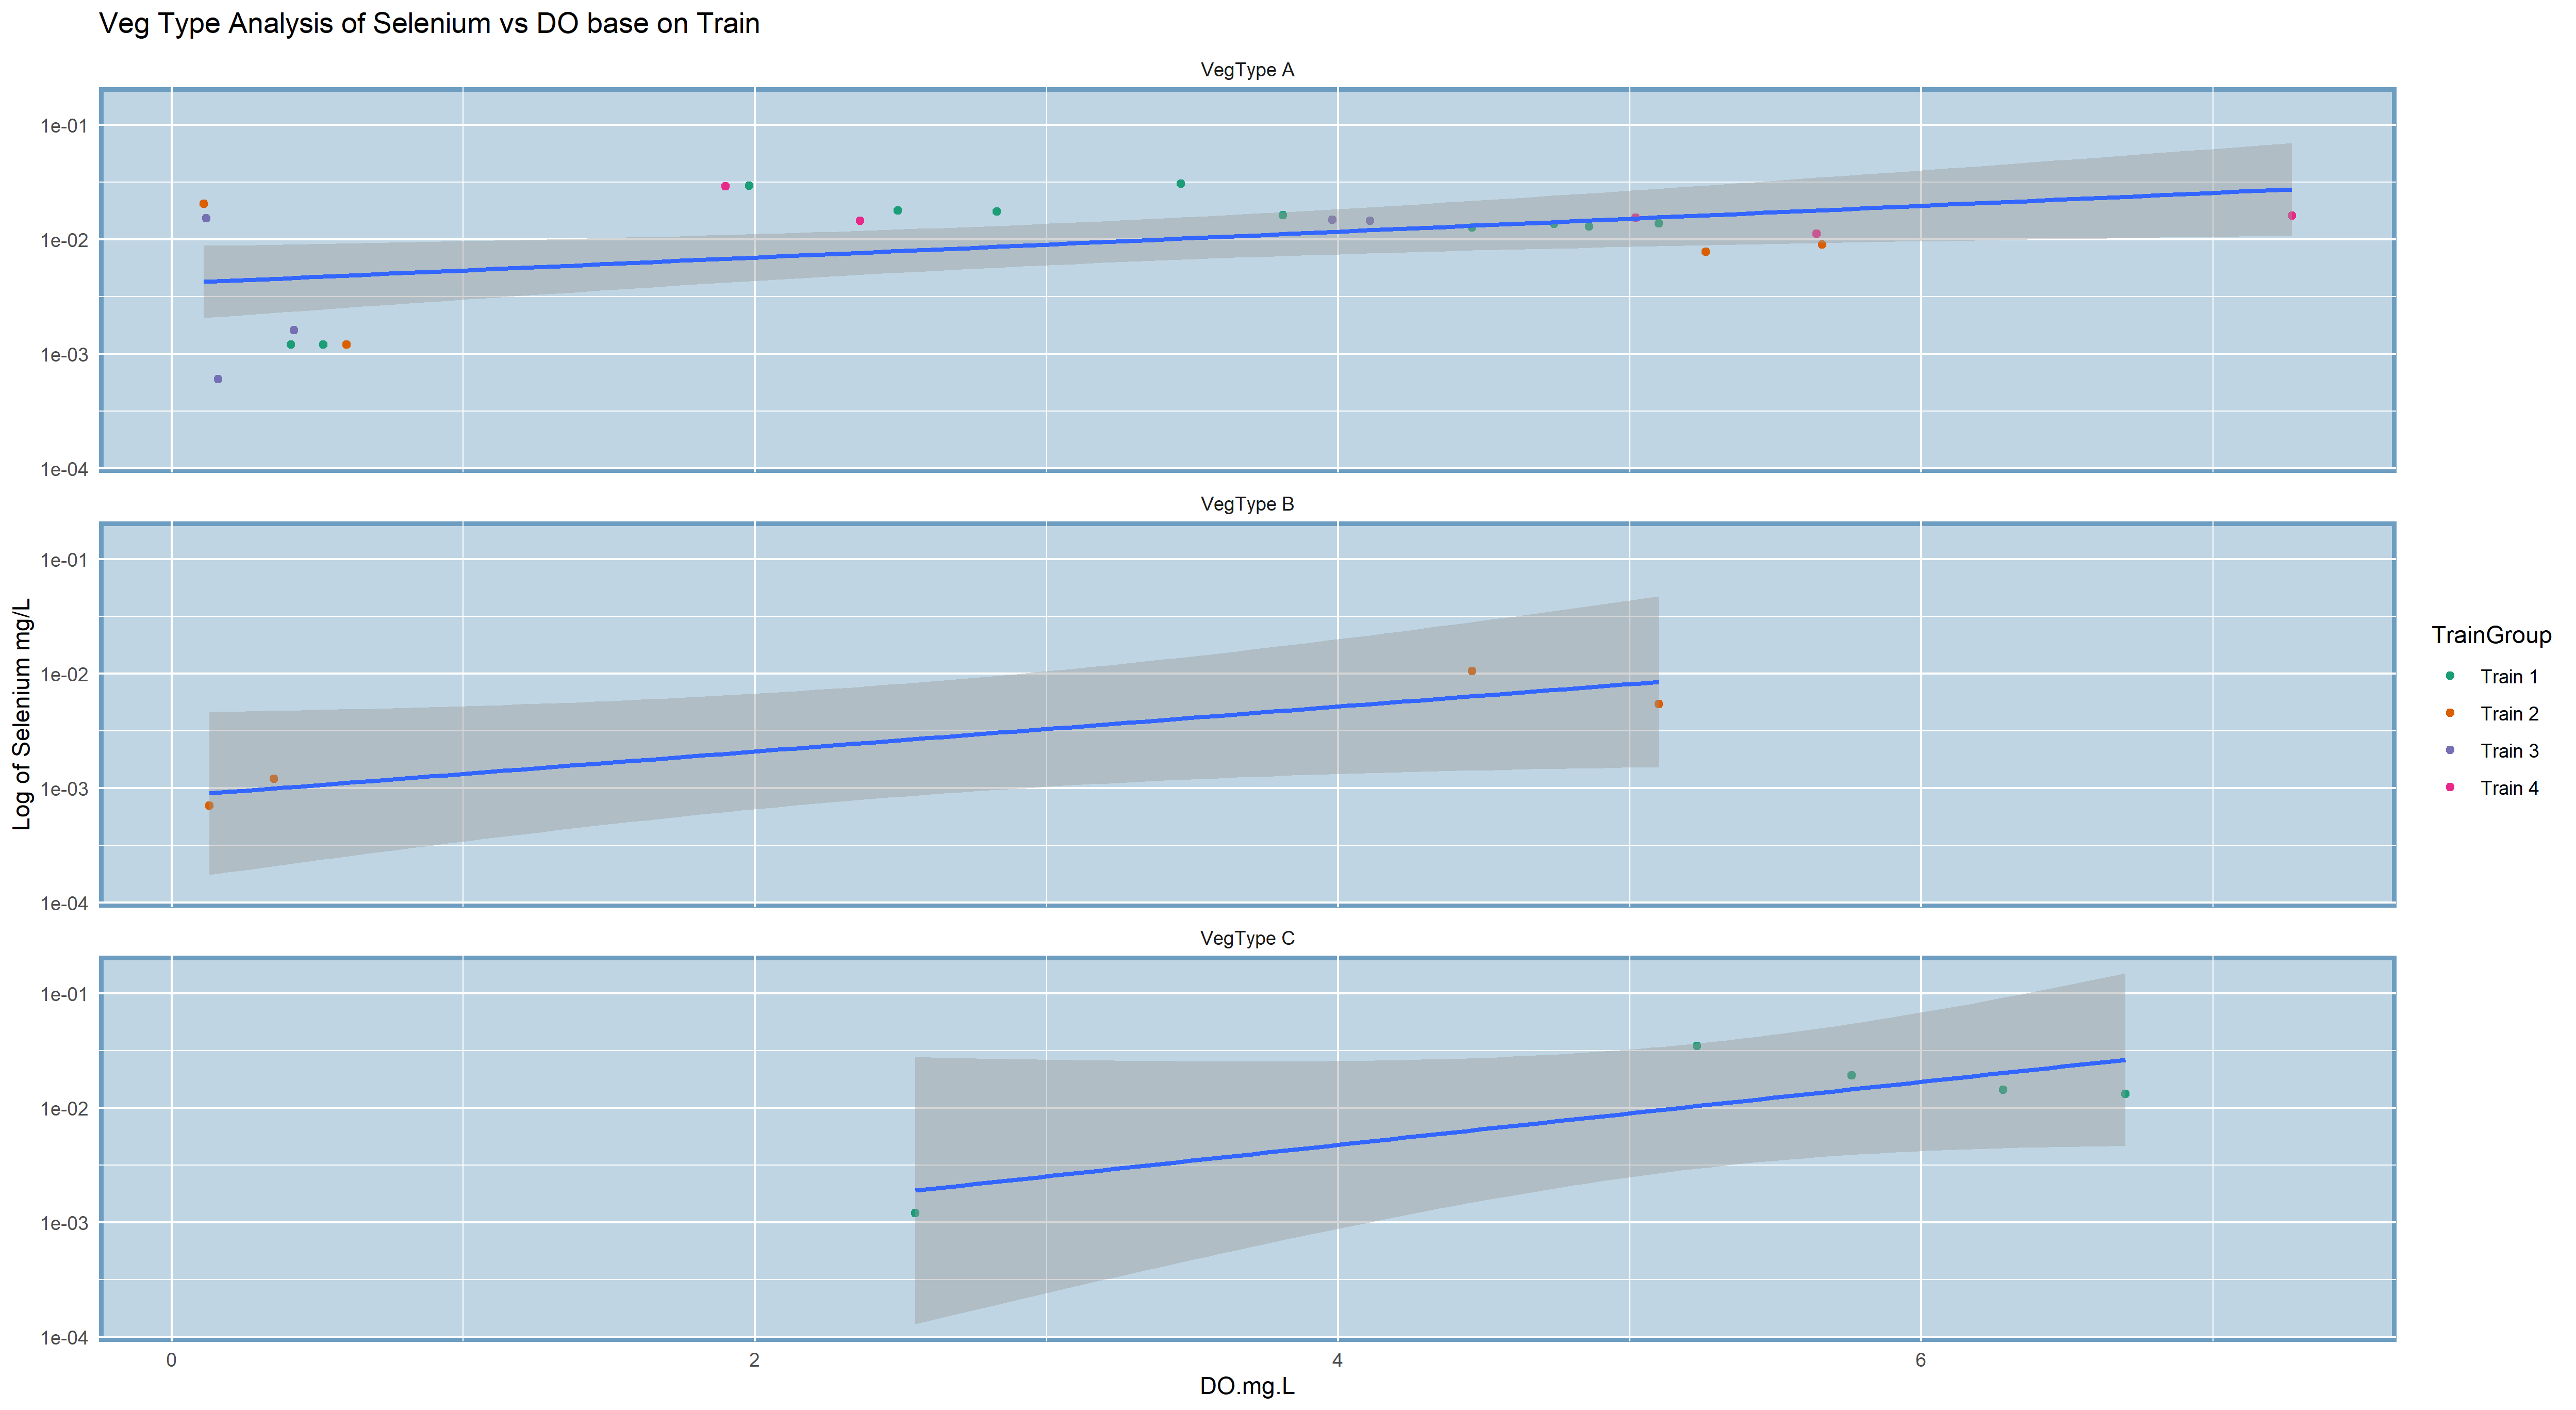 Veg Type Analysis of Selenium vs DO base on Train
VegType A
1e-01
1e-02
1e-03
1e-04
VegType B
1e-01
1e-02
1e-03
1e-04
VegType C
1e-01
1e-02
1e-03
1e-04
0 2 4 6
DO.mg.L
Log of Selenium mg/L
TrainGroup
Train 1
Train 2
Train 3
Train 4